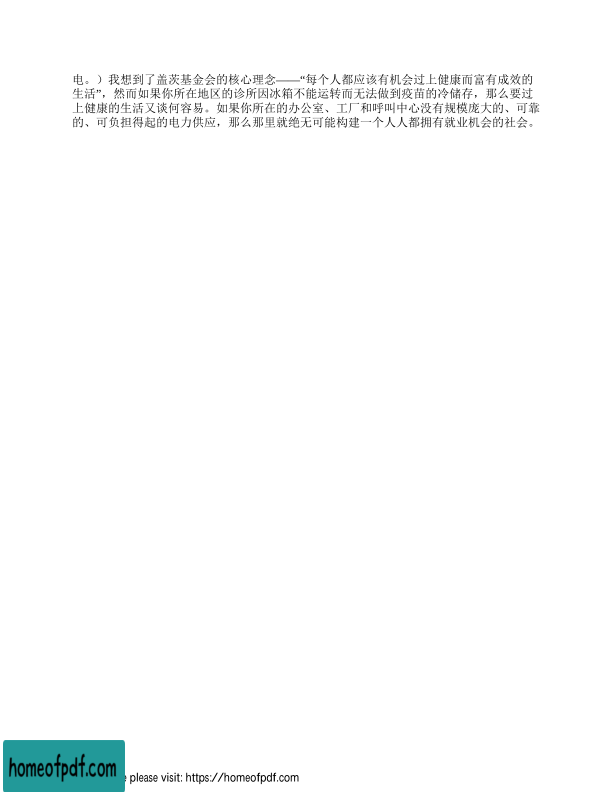 电。）我想到了盖茨基金会的核心理念——“每个人都应该有机会过上健康而富有成效的
生活”，然而如果你所在地区的诊所因冰箱不能运转而无法做到疫苗的冷储存，那么要过
上健康的生活又谈何容易。如果你所在的办公室、工厂和呼叫中心没有规模庞大的、可靠
的、可负担得起的电力供应，那么那里就绝无可能构建一个人人都拥有就业机会的社会。
homeofpdf.com
e please visit: https://homeofpdf.com